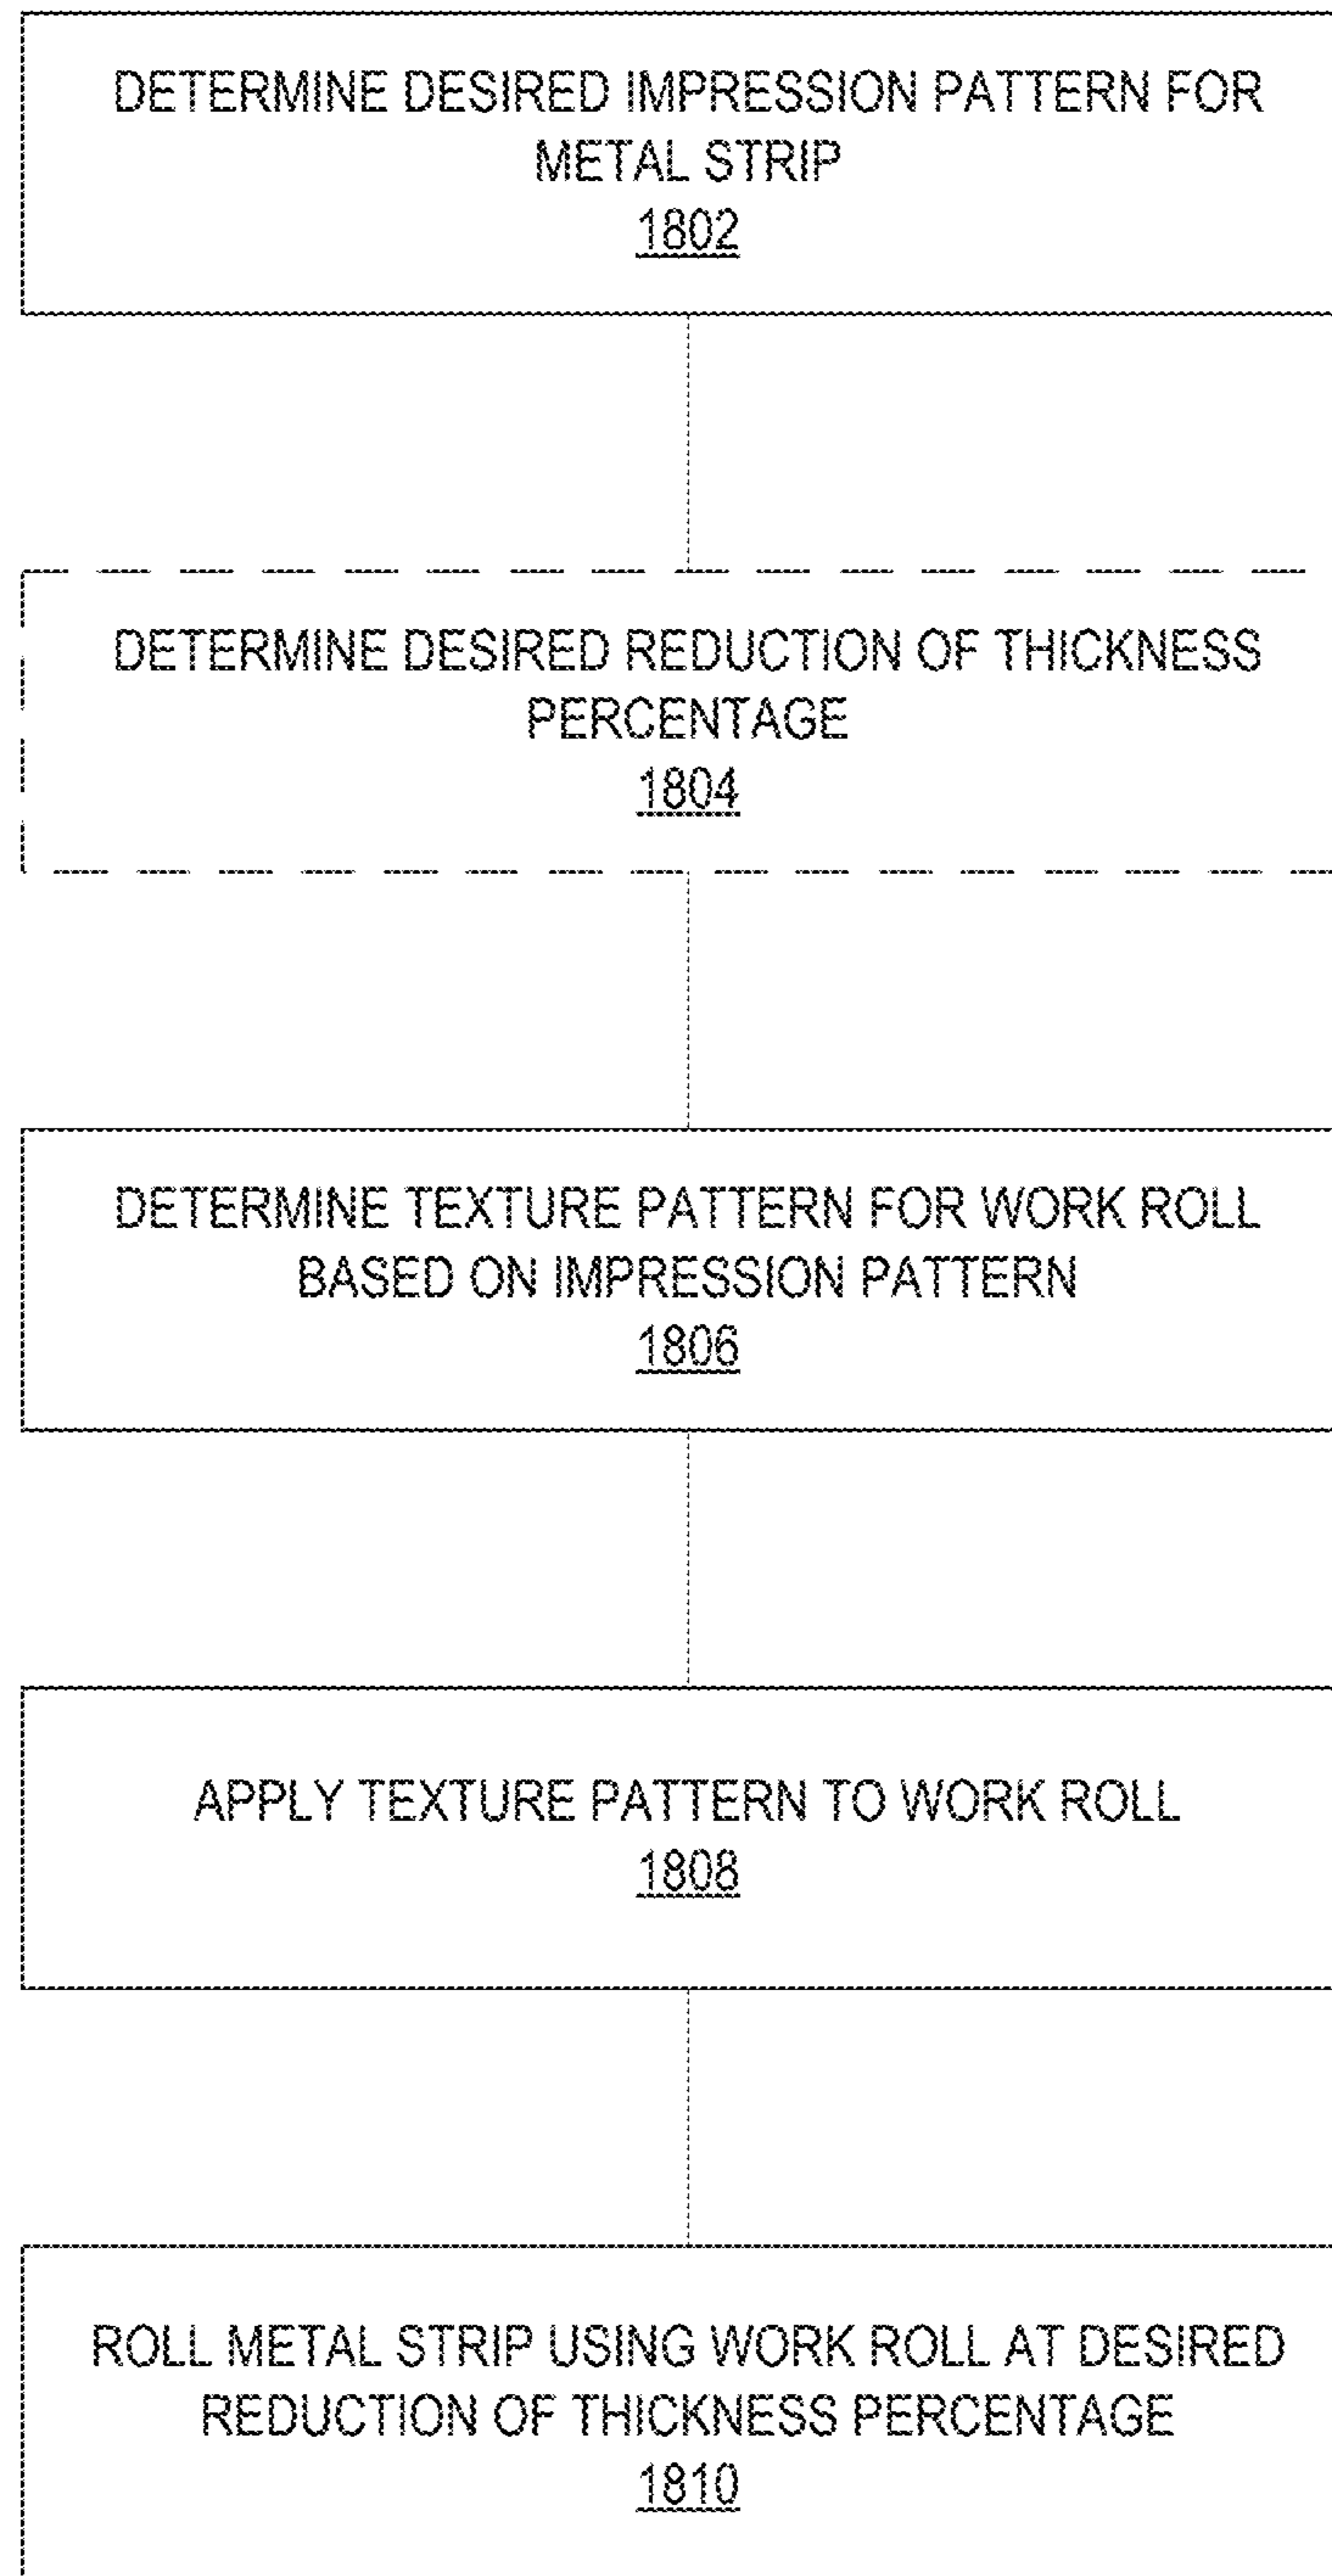 DETERMINE DESIRED IMPRESSION PATTERN FOR
METAL STRIP
1802
DETERMINE DESIRED REDUCTION OF THICKNESS
PERCENTAGE
1804
DETERMINE TEXTURE PATTERN FOR WORK ROLL
BASED ON IMPRESSION PATTERN
1806
APPLY TEXTURE PATTERN TO WORK ROLL
1808
ROLL METAL STRIP USING WORK ROLL AT DESIRED
REDUCTION OF THICKNESS PERCENTAGE
1810